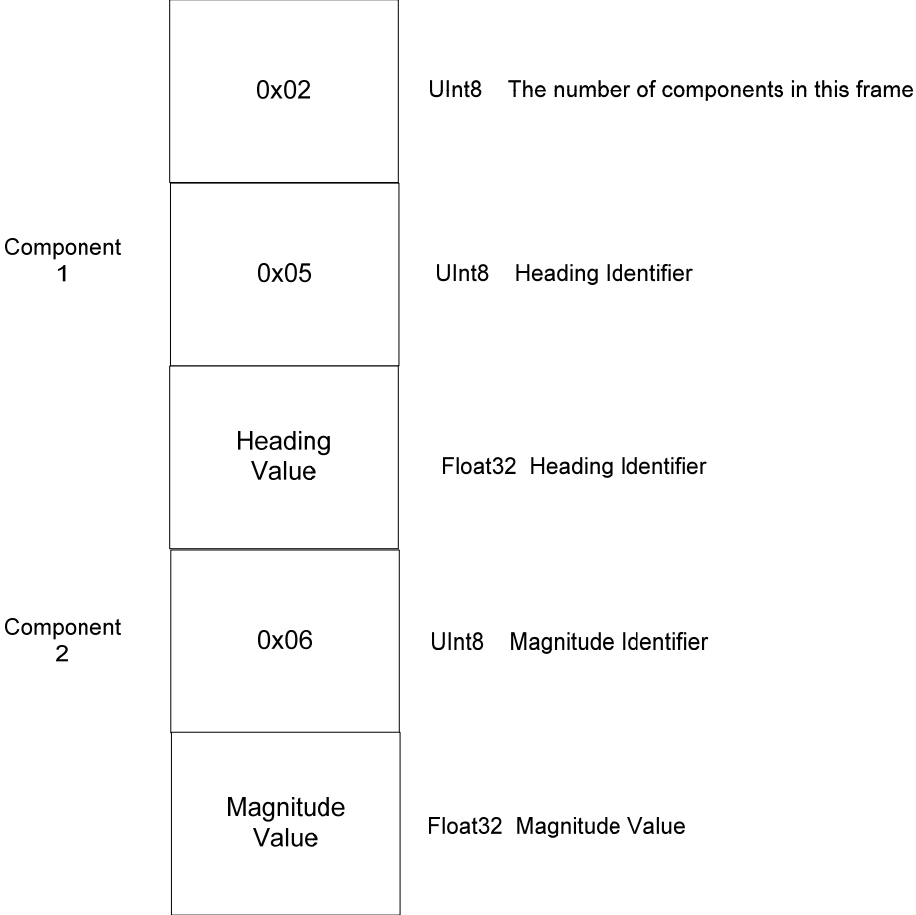 0x02
UInt8 The number of components in this frame
Component
1
0x05
UInt8 Heading Identifier
Heading
Value
Float32 Heading Identifier
Component
2
0x06
UInt8 Magnitude Identifier
Magnitude
Value
Float32 Magnitude Value